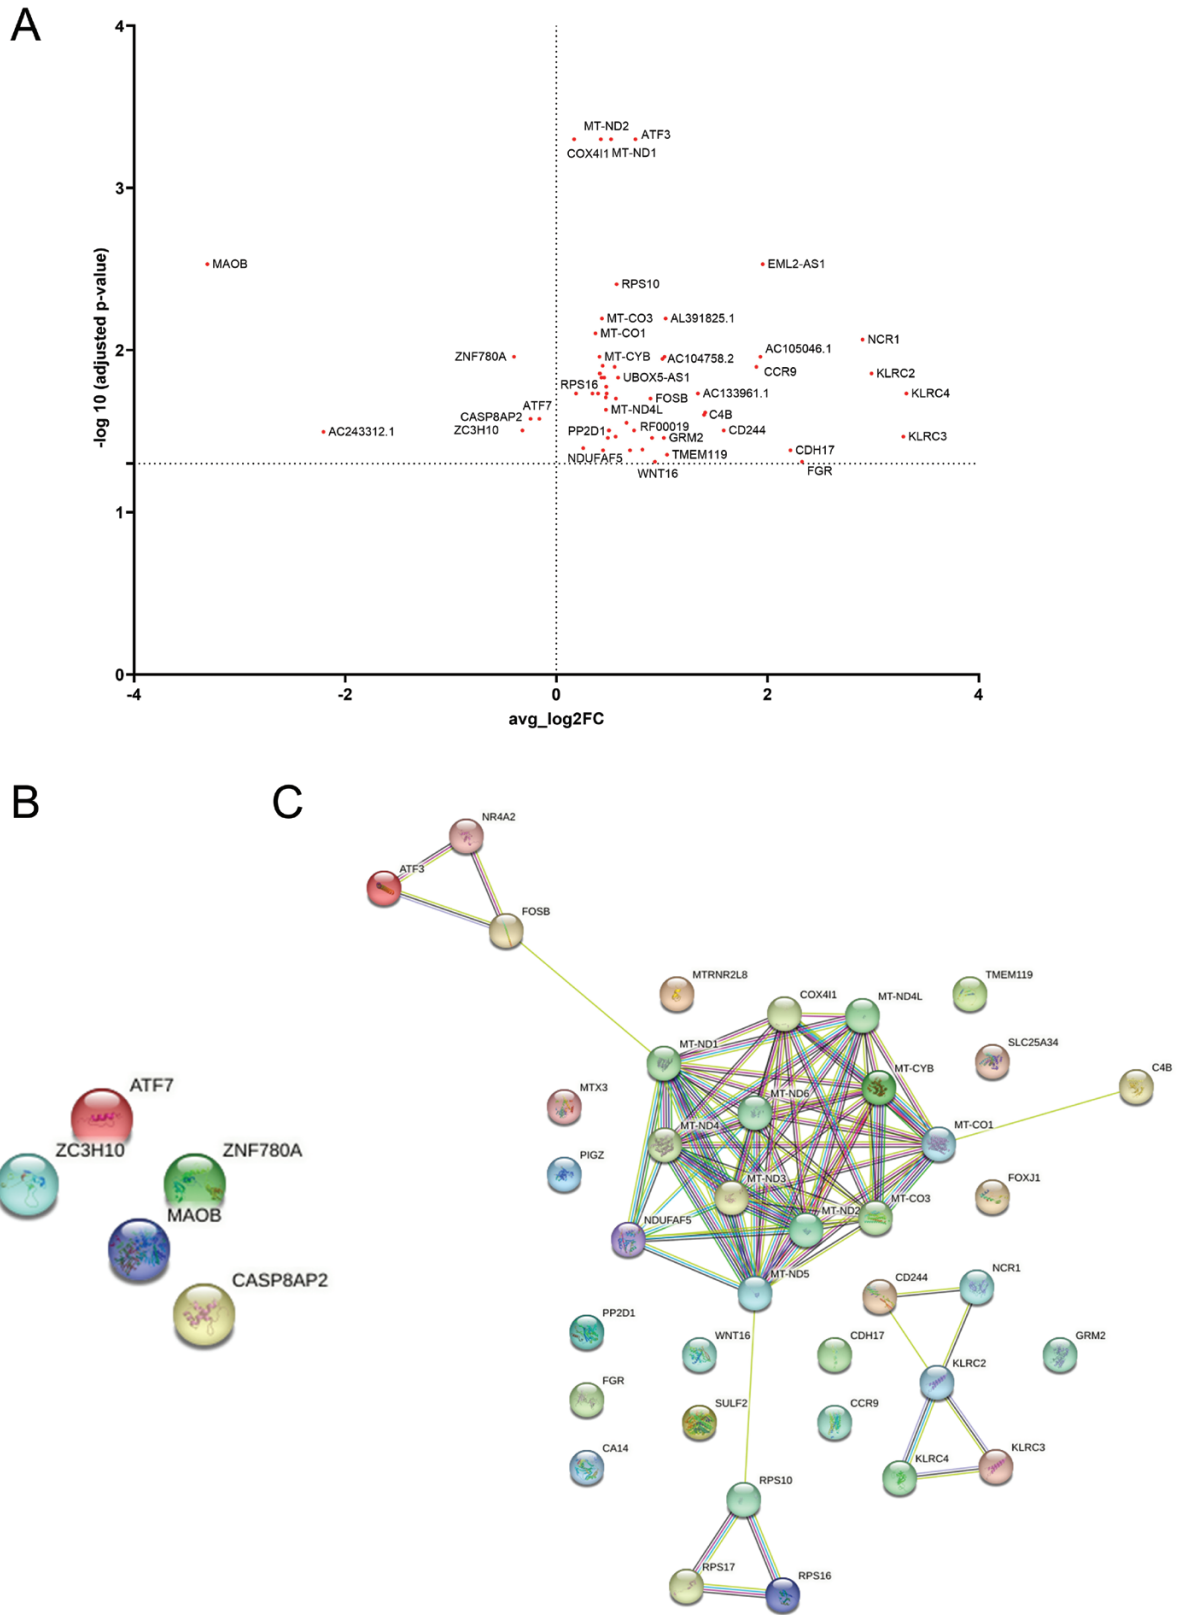 A
4
3
2
1
0
-log 10 (adjusted p-value)
MT-ND2
ATF3
COX4I1
MT-ND1
MAOB
EML2-AS1
RPS10
MT-CO3
AL391825.1
MT-CO1
NCR1
ZNF780A
MT-CYB
AC104758.2
AC105046.1
CCR9
KLRC2
UBOX5-AS1
RPS16
FOSB
AC133961.1
KLRC4
ATF7
MT-ND4L
C4B
CASP8AP2
ZC3H10
AC243312.1
PP2D1
RF00019
CD244
GRM2
KLRC3
NDUFAF5
TMEM119
CDH17
WNT16
FGR
-4
-2
0
2
4
avg_log2FC
B
ATF7
ZC3H10
ZNF780A
MAOB
CASP8AP2
C
NR4A2
ATF3
FOSB
MTRNR2L8
COX4I1
MT-ND4L
TMEM119
MT-ND1
SLC25A34
MT-CYB
C4B
MTX3
MT-ND6
MT-ND4
MT-CO1
PIGZ
MT-ND3
FOXJ1
MT-CO3
MT-ND2
NDUFAF5
MT-ND5
CD244
NCR1
PP2D1
WNT16
CDH17
GRM2
KLRC2
FGR
SULF2
CCR9
CA14
KLRC4
KLRC3
RPS10
RPS17
RPS16